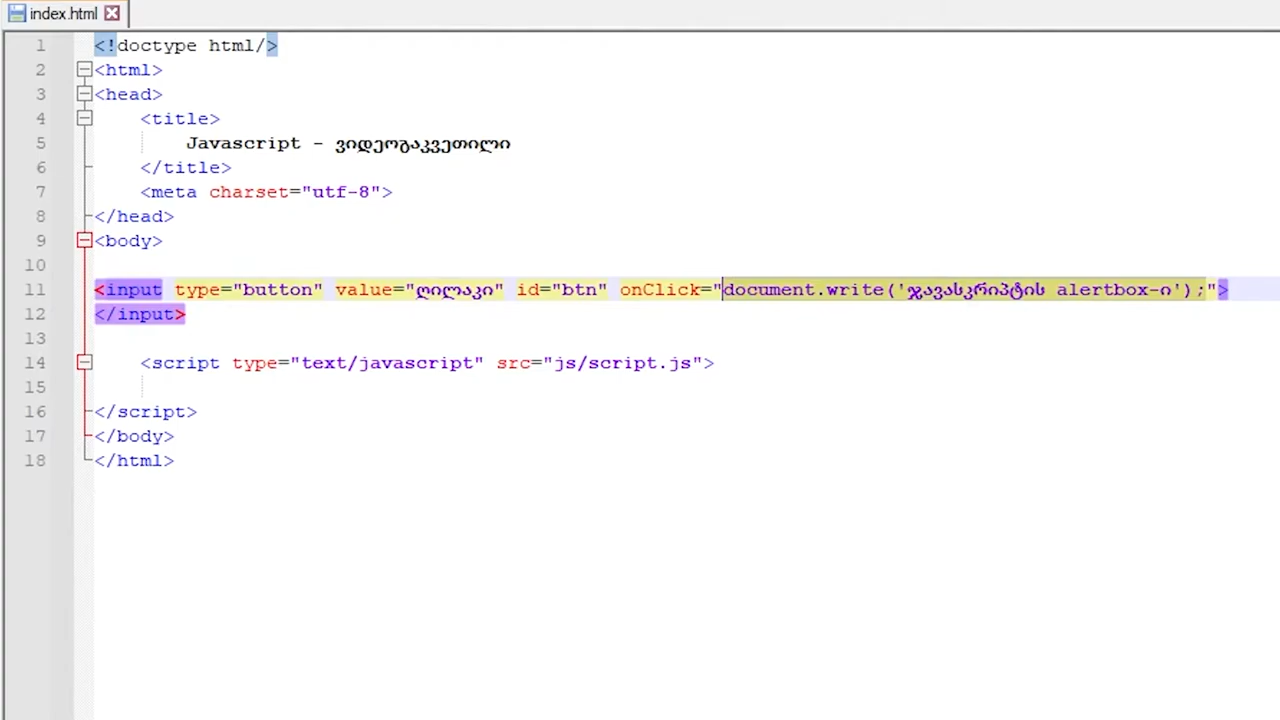 index.html
1 <!doctype html/>
2 <html>
3 <head>
4 <title>
5 Javascript - ვიდეოგაკვეთილი
6 </title>
7 <meta charset="utf-8">
8 </head>
9 <body>
10
11 <input type="button" value="ღილაკი" id="btn" onClick="document.write('ჯავასკრიპტის alertbox-ი');">
12 </input>
13
14 <script type="text/javascript" src="js/script.js">
15
16 </script>
17 </body>
18 </html>